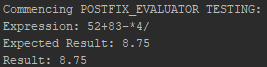 Commencing POSTFIX_EVALUATOR TESTING:
Expression: 52+83-*4/
Expected Result: 8.75
Result: 8.75